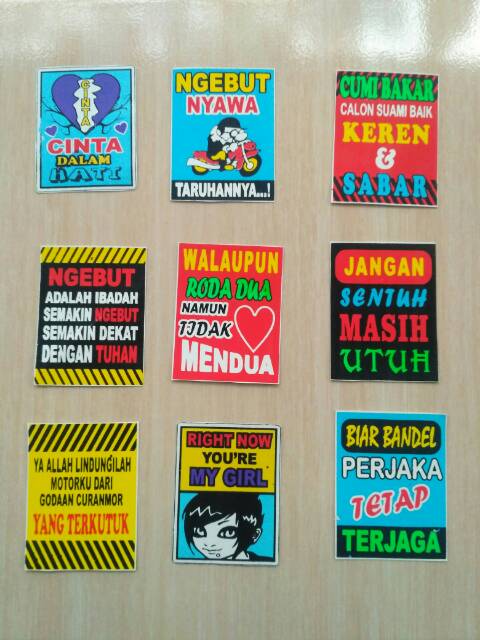 CINTA
CINTA
DALAM
HATI
NGEBUT
NYAWA
TARUHANNYA...!
CUMI BAKAR
CALON SUAMI BAIK
KEREN
&
SABAR
NGEBUT
ADALAH IBADAH
SEMAKIN NGEBUT
SEMAKIN DEKAT
DENGAN TUHAN
WALAUPUN
RODA DUA
NAMUN
TIDAK
MENDUA
JANGAN
SENTUH
MASIH
UTUH
YA ALLAH LINDUNGILAH
MOTORKU DARI
GODAAN CURANMOR
YANG TERKUTUK
RIGHT NOW
YOU'RE
MY GIRL
BIAR BANDEL
PERJAKA
TETAP
TERJAGA